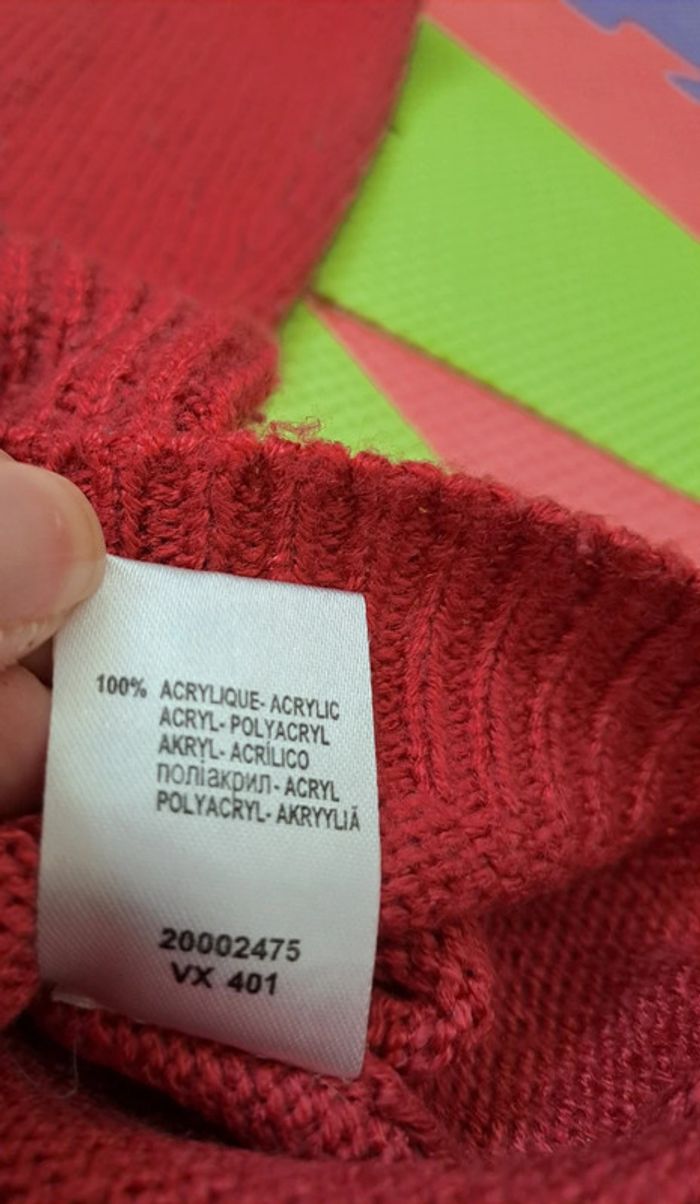 100% ACRYLIQUE- ACRYLIC
ACRYL- POLYACRYL
AKRYL- ACRÍLICO
поліакрил- ACRYL
POLYACRYL- AKRYYLIÄ
20002475
VX 401